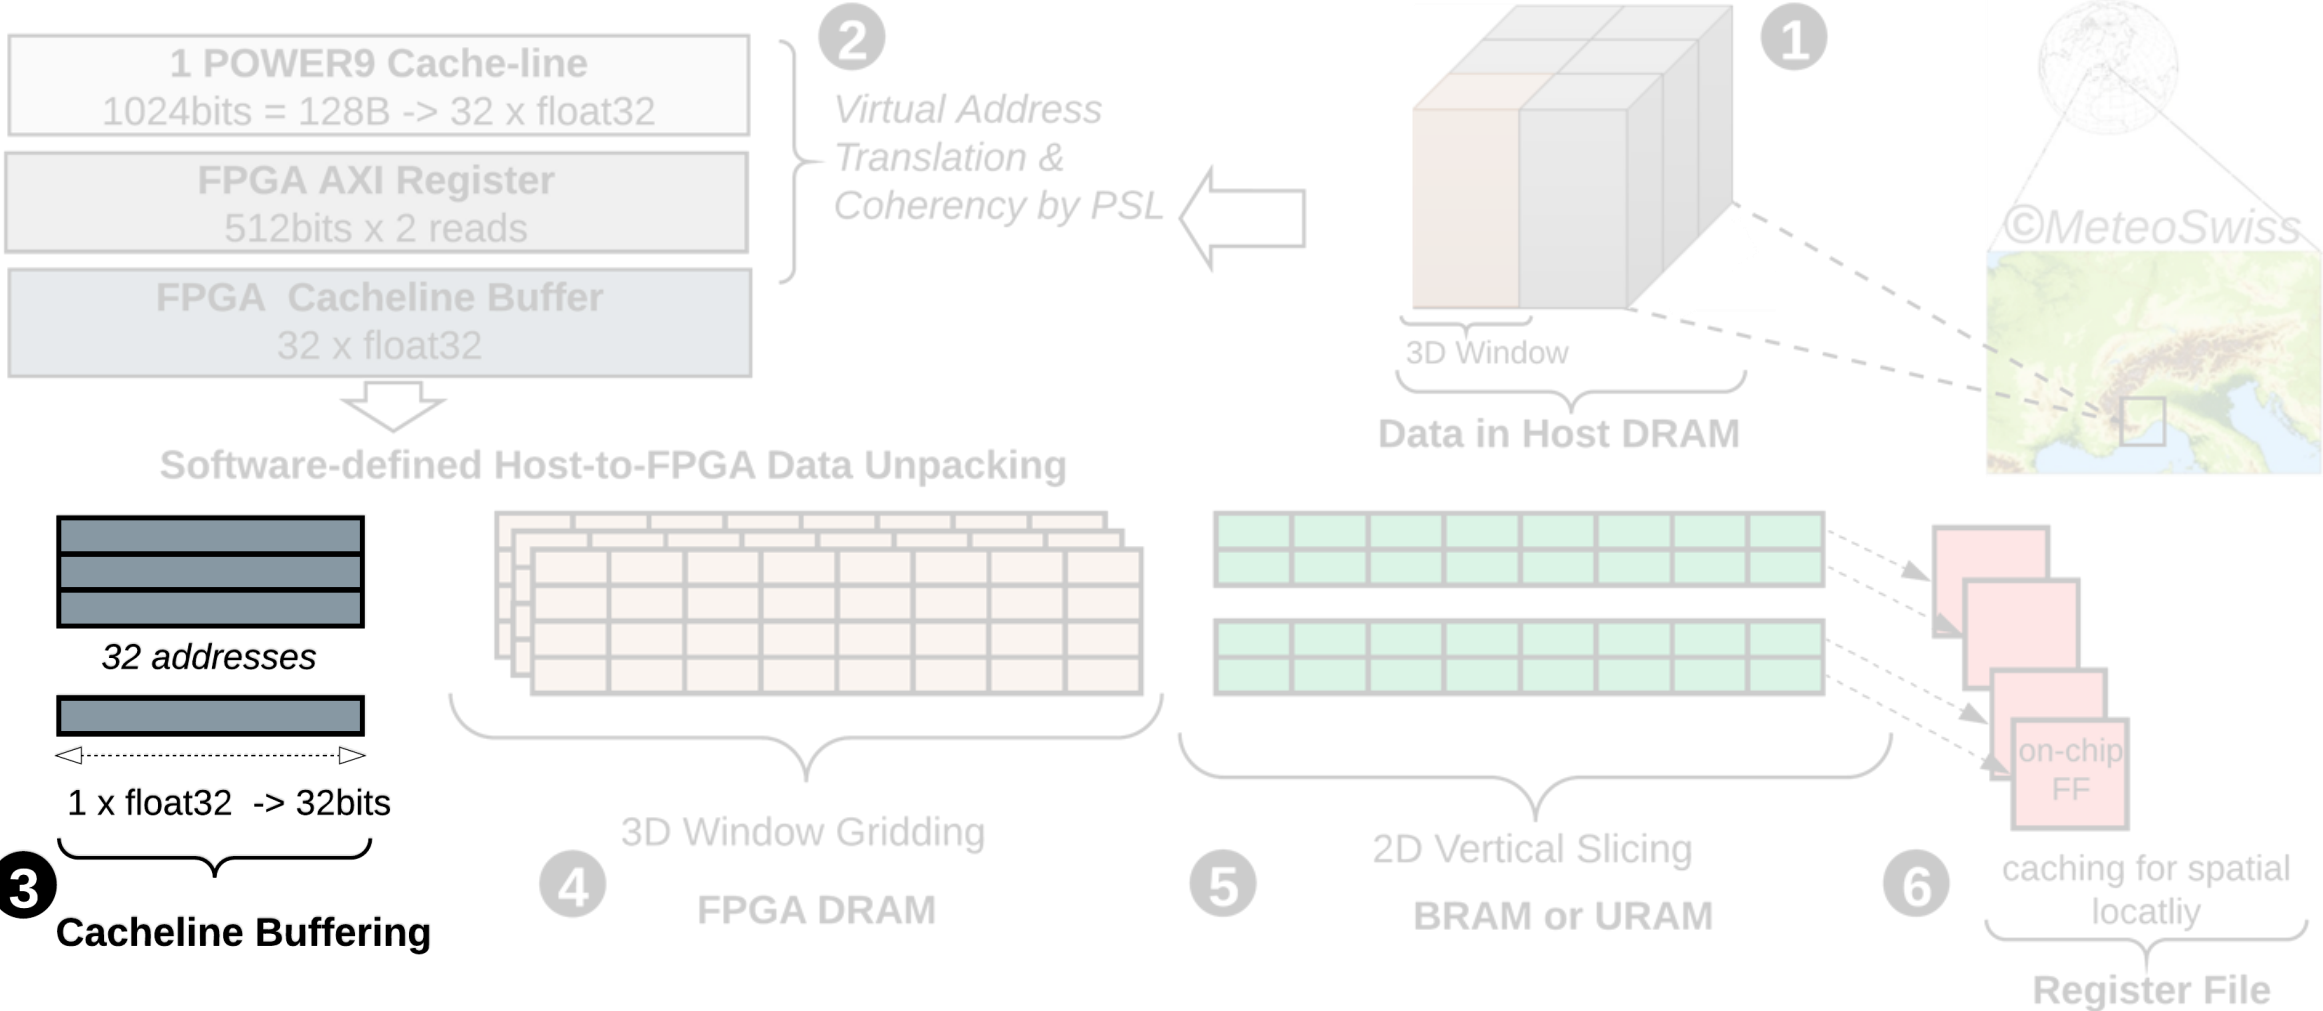 1 POWER9 Cache-line
1024bits = 128B -> 32 x float32
FPGA AXI Register
512bits x 2 reads
FPGA  Cacheline Buffer
32 x float32
2
Virtual Address
Translation &
Coherency by PSL
1
3D Window
Data in Host DRAM
©MeteoSwiss
Software-defined Host-to-FPGA Data Unpacking
32 addresses
1 x float32  -> 32bits
3
Cacheline Buffering
3D Window Gridding
4
FPGA DRAM
2D Vertical Slicing
5
BRAM or URAM
on-chip
FF
6
caching for spatial
locatliy
Register File